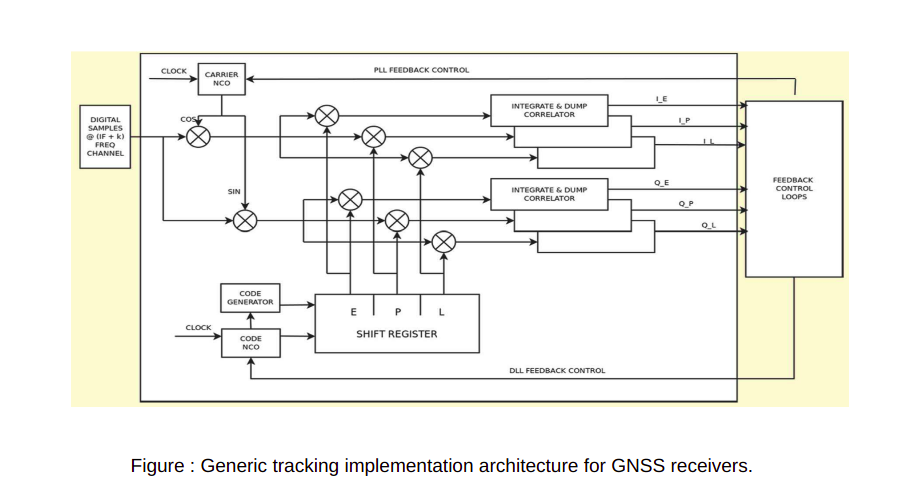 CLOCK
CARRIER
NCO
PLL FEEDBACK CONTROL
DIGITAL
SAMPLES
@ (IF + k)
FREQ
CHANNEL
COS
SIN
INTEGRATE & DUMP
CORRELATOR
I_E
I_P
I_L
INTEGRATE & DUMP
CORRELATOR
Q_E
Q_P
Q_L
FEEDBACK
CONTROL
LOOPS
CODE
GENERATOR
CLOCK
CODE
NCO
E P L
SHIFT REGISTER
DLL FEEDBACK CONTROL
Figure : Generic tracking implementation architecture for GNSS receivers.